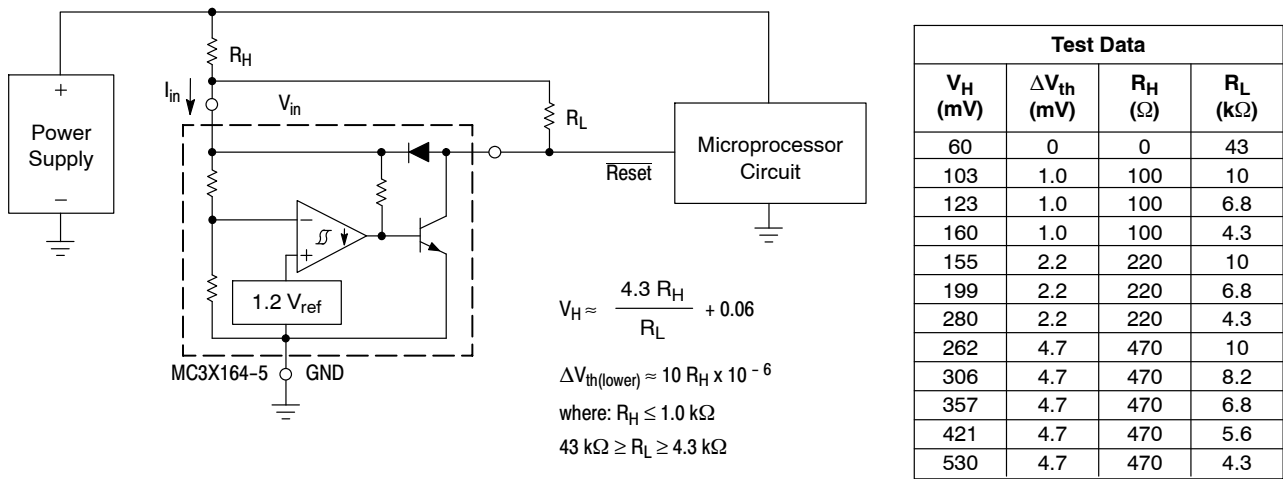 R_H
I_in
V_in
R_L
+
Power
Supply
−
Reset
Microprocessor
Circuit
−
+
1.2 V_ref
MC3X164−5
GND
V_H ≈ 4.3 R_H / R_L + 0.06
ΔV_th(lower) ≈ 10 R_H x 10^−6
where: R_H ≤ 1.0 kΩ
43 kΩ ≥ R_L ≥ 4.3 kΩ
Test Data
V_H (mV) ΔV_th (mV) R_H (Ω) R_L (kΩ)
60 0 0 43
103 1.0 100 10
123 1.0 100 6.8
160 1.0 100 4.3
155 2.2 220 10
199 2.2 220 6.8
280 2.2 220 4.3
262 4.7 470 10
306 4.7 470 8.2
357 4.7 470 6.8
421 4.7 470 5.6
530 4.7 470 4.3